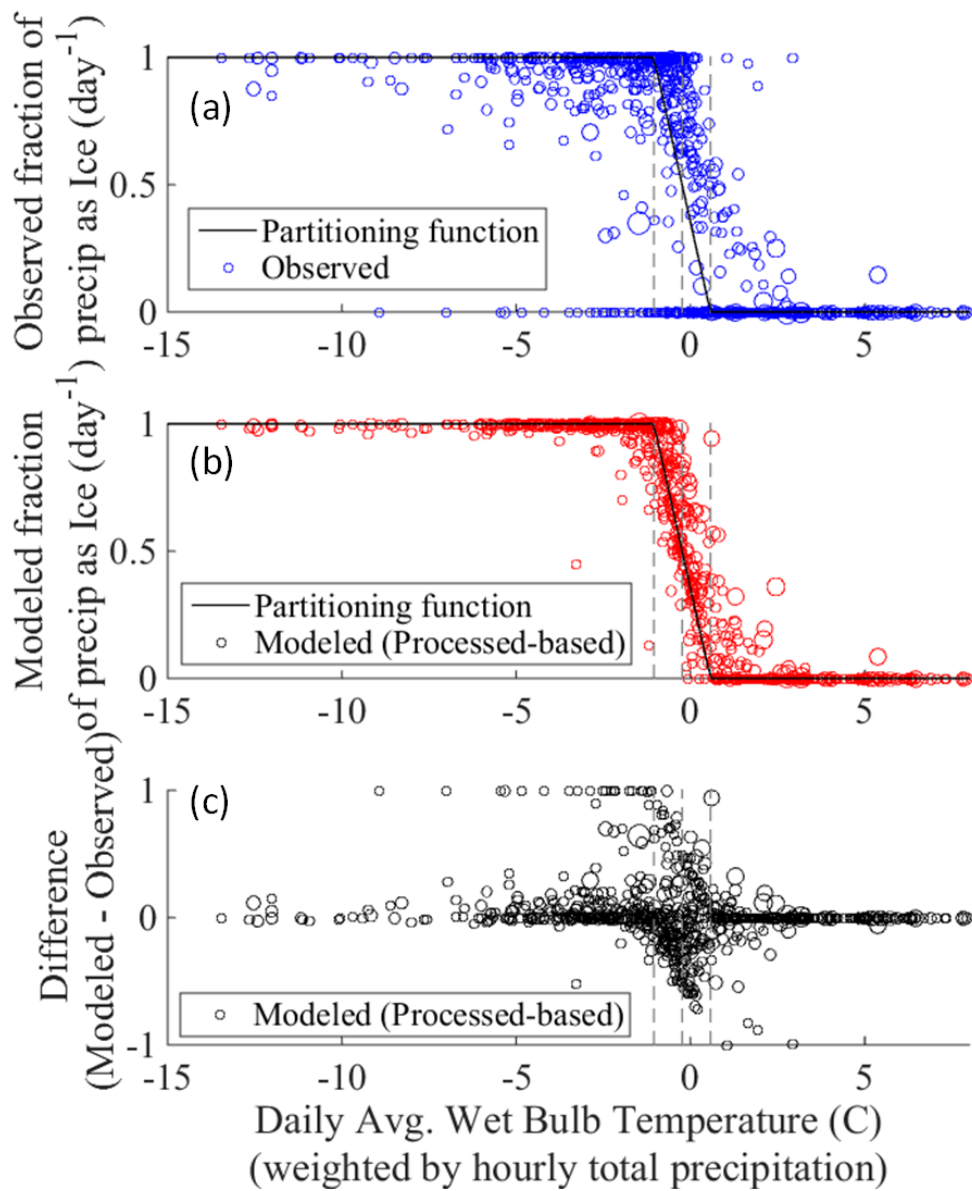 Observed fraction of
precip as Ice (day-1)
1
0.5
0
(a)
Partitioning function
Observed
-15
-10
-5
0
5
Modeled fraction
of precip as Ice (day-1)
1
0.5
0
(b)
Partitioning function
Modeled (Processed-based)
-15
-10
-5
0
5
Difference
(Modeled - Observed)
1
0
-1
(c)
Modeled (Processed-based)
-15
-10
-5
0
5
Daily Avg. Wet Bulb Temperature (C)
(weighted by hourly total precipitation)